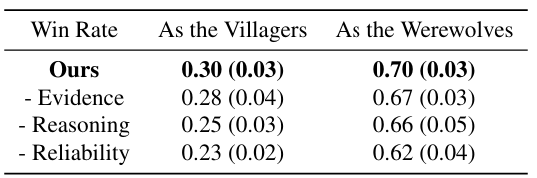 Win Rate As the Villagers As the Werewolves
Ours 0.30 (0.03) 0.70 (0.03)
- Evidence 0.28 (0.04) 0.67 (0.03)
- Reasoning 0.25 (0.03) 0.66 (0.05)
- Reliability 0.23 (0.02) 0.62 (0.04)